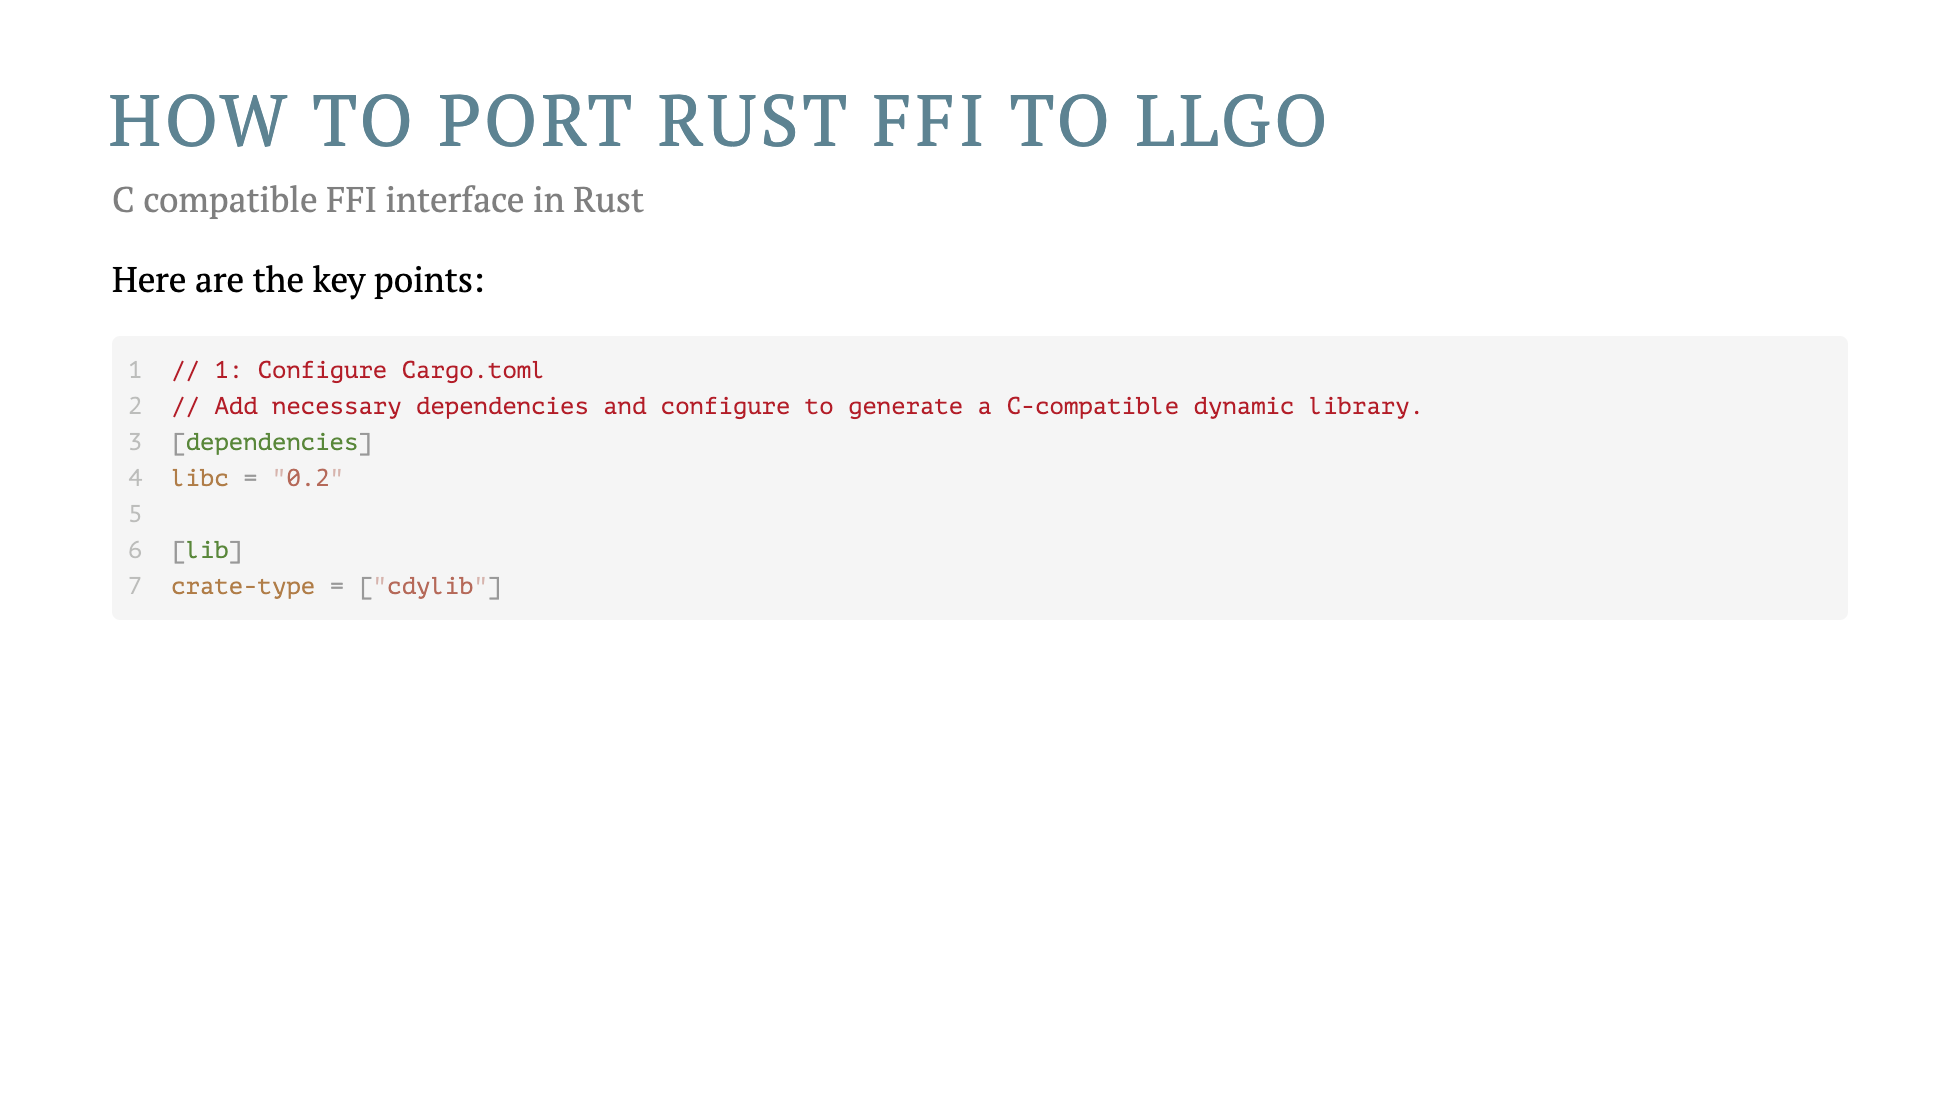 HOW TO PORT RUST FFI TO LLGO
C compatible FFI interface in Rust
Here are the key points:
1 // 1: Configure Cargo.toml
2 // Add necessary dependencies and configure to generate a C-compatible dynamic library.
3 [dependencies]
4 libc = "0.2"
5
6 [lib]
7 crate-type = ["cdylib"]